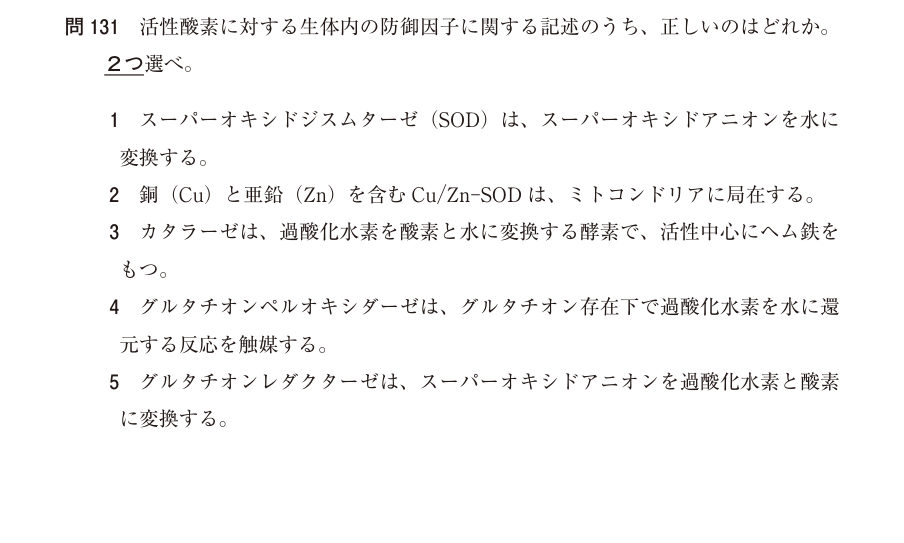 問 131　活性酸素に対する生体内の防御因子に関する記述のうち、正しいのはどれか。
２つ選べ。
1　スーパーオキシドジスムターゼ（SOD）は、スーパーオキシドアニオンを水に
変換する。
2　銅（Cu）と亜鉛（Zn）を含む Cu/Zn-SOD は、ミトコンドリアに局在する。
3　カタラーゼは、過酸化水素を酸素と水に変換する酵素で、活性中心にヘム鉄を
もつ。
4　グルタチオンペルオキシダーゼは、グルタチオン存在下で過酸化水素を水に還
元する反応を触媒する。
5　グルタチオンレダクターゼは、スーパーオキシドアニオンを過酸化水素と酸素
に変換する。